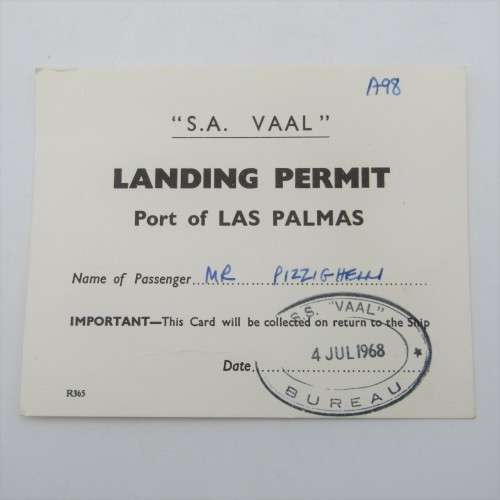 A98
"S.A. VAAL"
LANDING PERMIT
Port of LAS PALMAS
Name of Passenger MR PIZZIGHELLI
IMPORTANT—This Card will be collected on return to the Ship
S.S. "VAAL"
4 JUL 1968
Date
BUREAU
R365